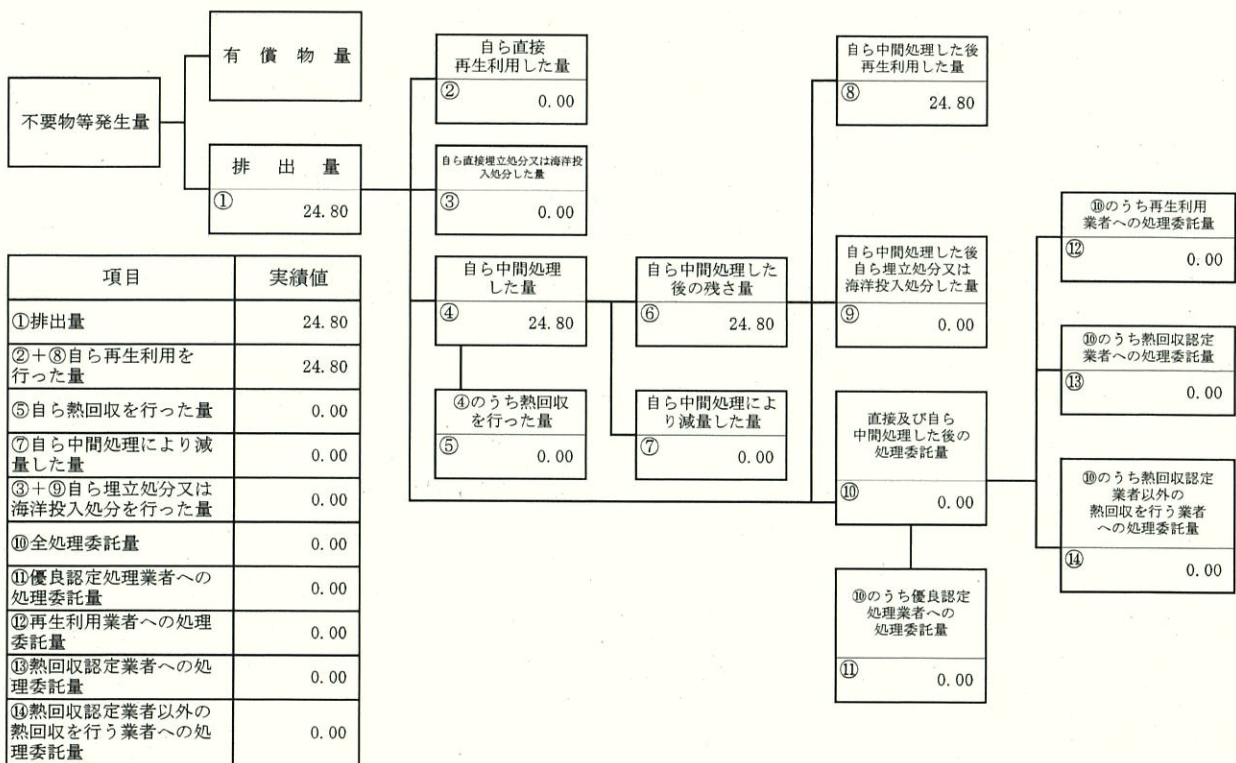 不要物等発生量
有償物量
排出量
① 24.80
自ら直接
再生利用した量
② 0.00
自ら直接埋立処分又は海洋投
入処分した量
③ 0.00
自ら中間処理
した量
④ 24.80
④のうち熱回収
を行った量
⑤ 0.00
自ら中間処理した
後の残さ量
⑥ 24.80
自ら中間処理によ
り減量した量
⑦ 0.00
自ら中間処理した後
再生利用した量
⑧ 24.80
自ら中間処理した後
自ら埋立処分又は
海洋投入処分した量
⑨ 0.00
直接及び自ら
中間処理した後の
処理委託量
⑩ 0.00
⑩のうち優良認定
処理業者への
処理委託量
⑪ 0.00
⑩のうち再生利用
業者への処理委託量
⑫ 0.00
⑩のうち熱回収認定
業者への処理委託量
⑬ 0.00
⑩のうち熱回収認定
業者以外の
熱回収を行う業者
への処理委託量
⑭ 0.00
項目 実績値
①排出量 24.80
②＋⑧自ら再生利用を
行った量 24.80
⑤自ら熱回収を行った量 0.00
⑦自ら中間処理により減
量した量 0.00
③＋⑨自ら埋立処分又は
海洋投入処分を行った量 0.00
⑩全処理委託量 0.00
⑪優良認定処理業者への
処理委託量 0.00
⑫再生利用業者への処理
委託量 0.00
⑬熱回収認定業者への処
理委託量 0.00
⑭熱回収認定業者以外の
熱回収を行う業者への処
理委託量 0.00